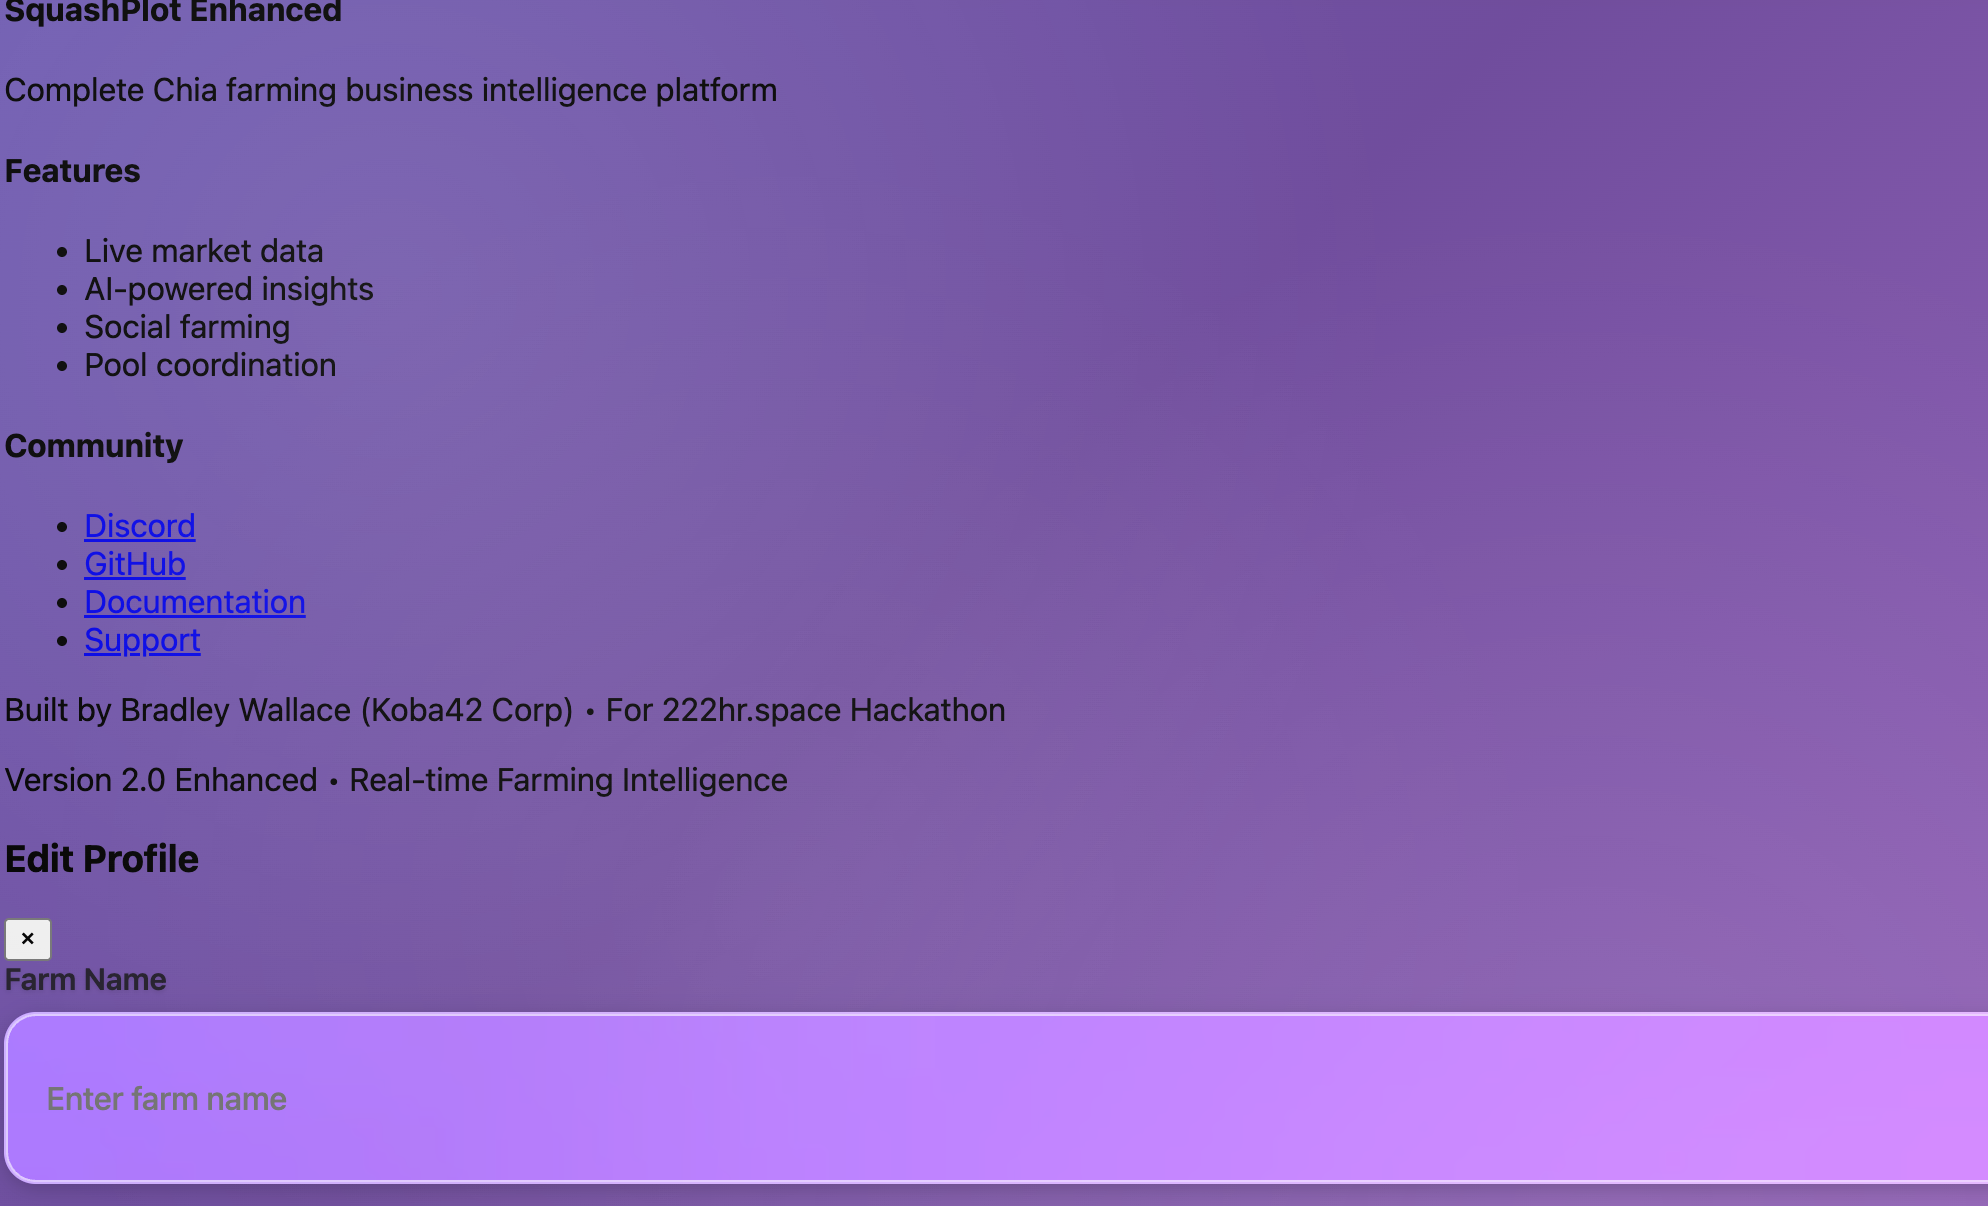 SquashPlot Enhanced
Complete Chia farming business intelligence platform
Features
• Live market data
• AI-powered insights
• Social farming
• Pool coordination
Community
• Discord
• GitHub
• Documentation
• Support
Built by Bradley Wallace (Koba42 Corp) • For 222hr.space Hackathon
Version 2.0 Enhanced • Real-time Farming Intelligence
Edit Profile
×
Farm Name
Enter farm name